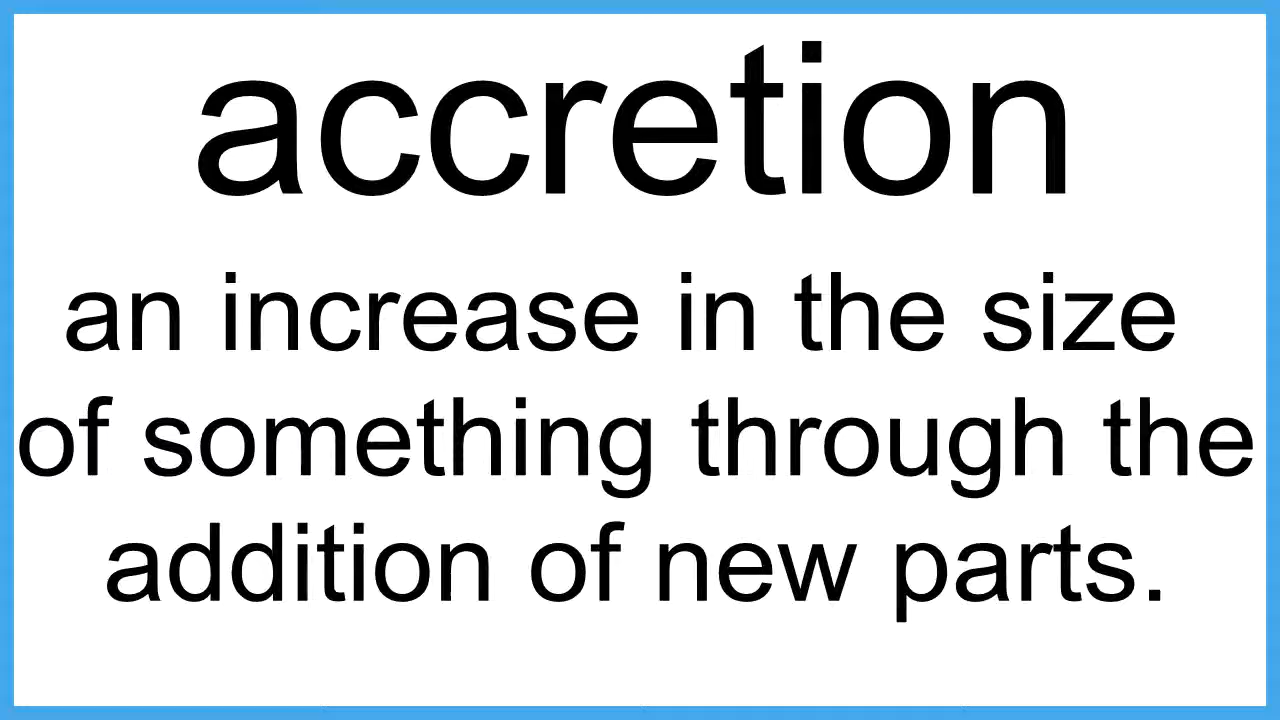 accretion
an increase in the size
of something through the
addition of new parts.